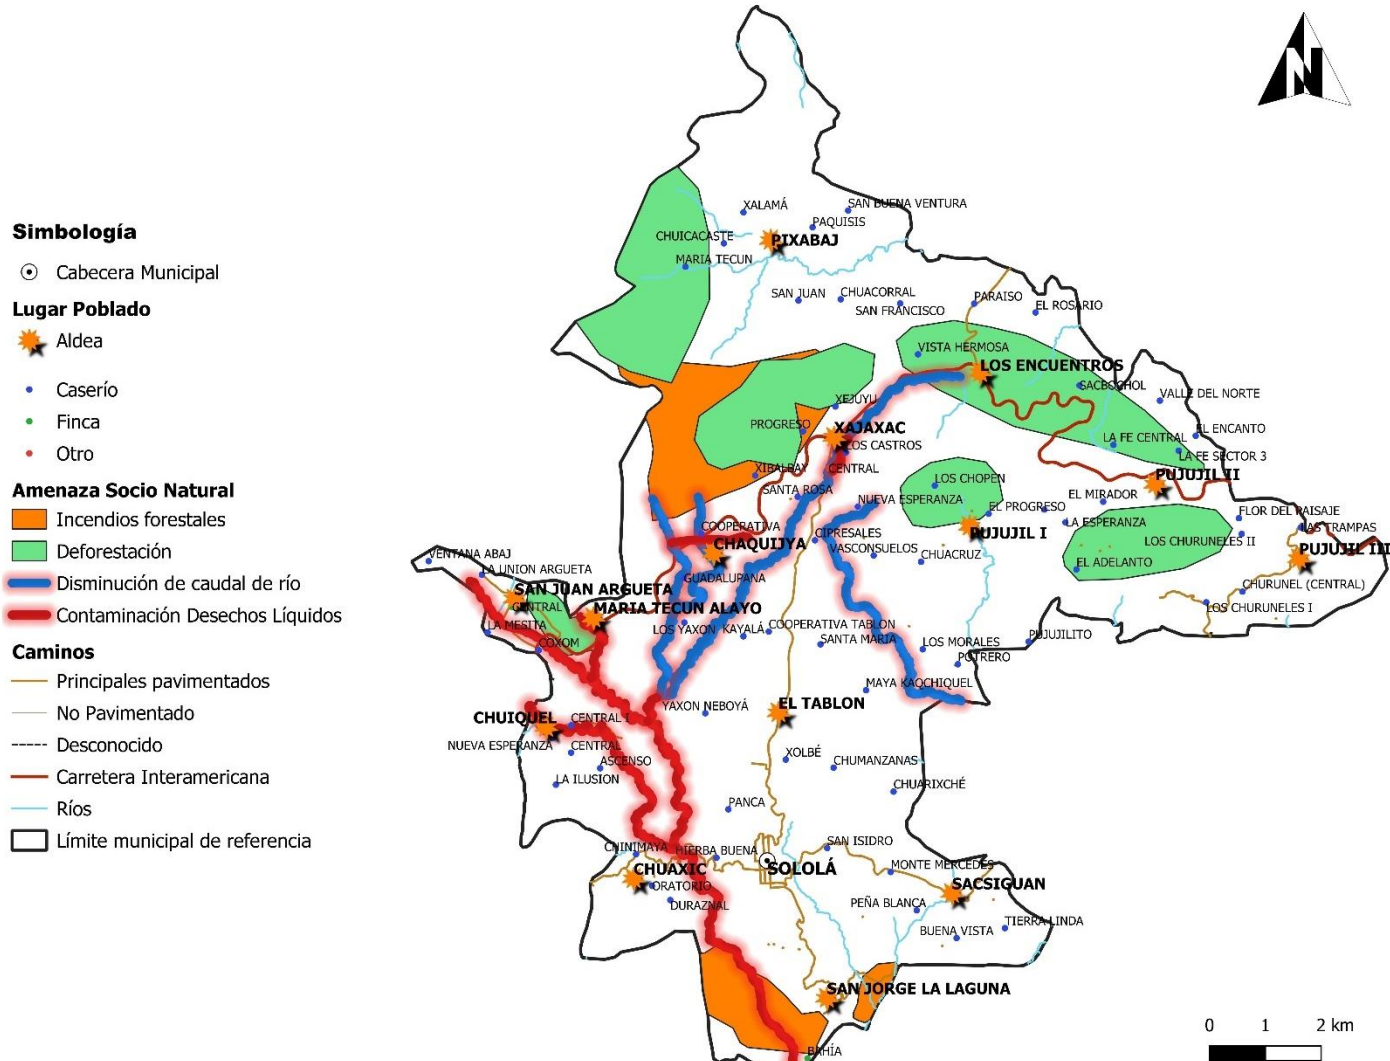 N
XALAMÁ
SAN BUENA VENTURA
PAQUISIS
CHUICACASTE
PIXABAJ
MARIA TECUN
SAN JUAN
CHUACORRAL
SAN FRANCISCO
PARAISO
EL ROSARIO
VISTA HERMOSA
LOS ENCUENTROS
SACBOCHOL
VALLE DEL NORTE
XEJUYU
PROGRESO
XAJAXAC
LOS CASTROS
LA FE CENTRAL
EL ENCANTO
LA FE SECTOR 3
XIBALBAY
CENTRAL
SANTA ROSA
NUEVA ESPERANZA
LOS CHOPEN
PUJUJIL II
EL MIRADOR
EL PROGRESO
LA ESPERANZA
FLOR DEL PAISAJE
LAS TRAMPAS
COOPERATIVA
CIPRESALES
PUJUJIL I
LOS CHURUNELES II
CHAQUIJYA
VASCONSUELOS
CHUACRUZ
PUJUJIL III
VENTANA ABAJ
LA UNION ARGUETA
GUADALUPANA
EL ADELANTO
CHURUNEL (CENTRAL)
SAN JUAN ARGUETA
CENTRAL
MARIA TECUN ALAYO
LOS CHURUNELES I
LA MESITA
LOS YAXON
KAYALÁ
COOPERATIVA TABLON
SANTA MARIA
COXOM
LOS MORALES
PUJUJILITO
POTRERO
MAYA KAQCHIQUEL
YAXON NEBOYÁ
EL TABLON
CHUIQUEL
CENTRAL I
NUEVA ESPERANZA
CENTRAL
ASCENSO
LA ILUSION
XOLBÉ
CHUMANZANAS
CHUARIXCHÉ
PANCA
CHINIMAYA
HIERBA BUENA
SAN ISIDRO
CHUAXIC
SOLOLÁ
MONTE MERCEDES
ORATORIO
SACSIGUAN
DURAZNAL
PEÑA BLANCA
TIERRA LINDA
BUENA VISTA
SAN JORGE LA LAGUNA
BAHÍA
Simbología
Cabecera Municipal
Lugar Poblado
Aldea
Caserío
Finca
Otro
Amenaza Socio Natural
Incendios forestales
Deforestación
Disminución de caudal de río
Contaminación Desechos Líquidos
Caminos
Principales pavimentados
No Pavimentado
Desconocido
Carretera Interamericana
Ríos
Límite municipal de referencia
0 1 2 km